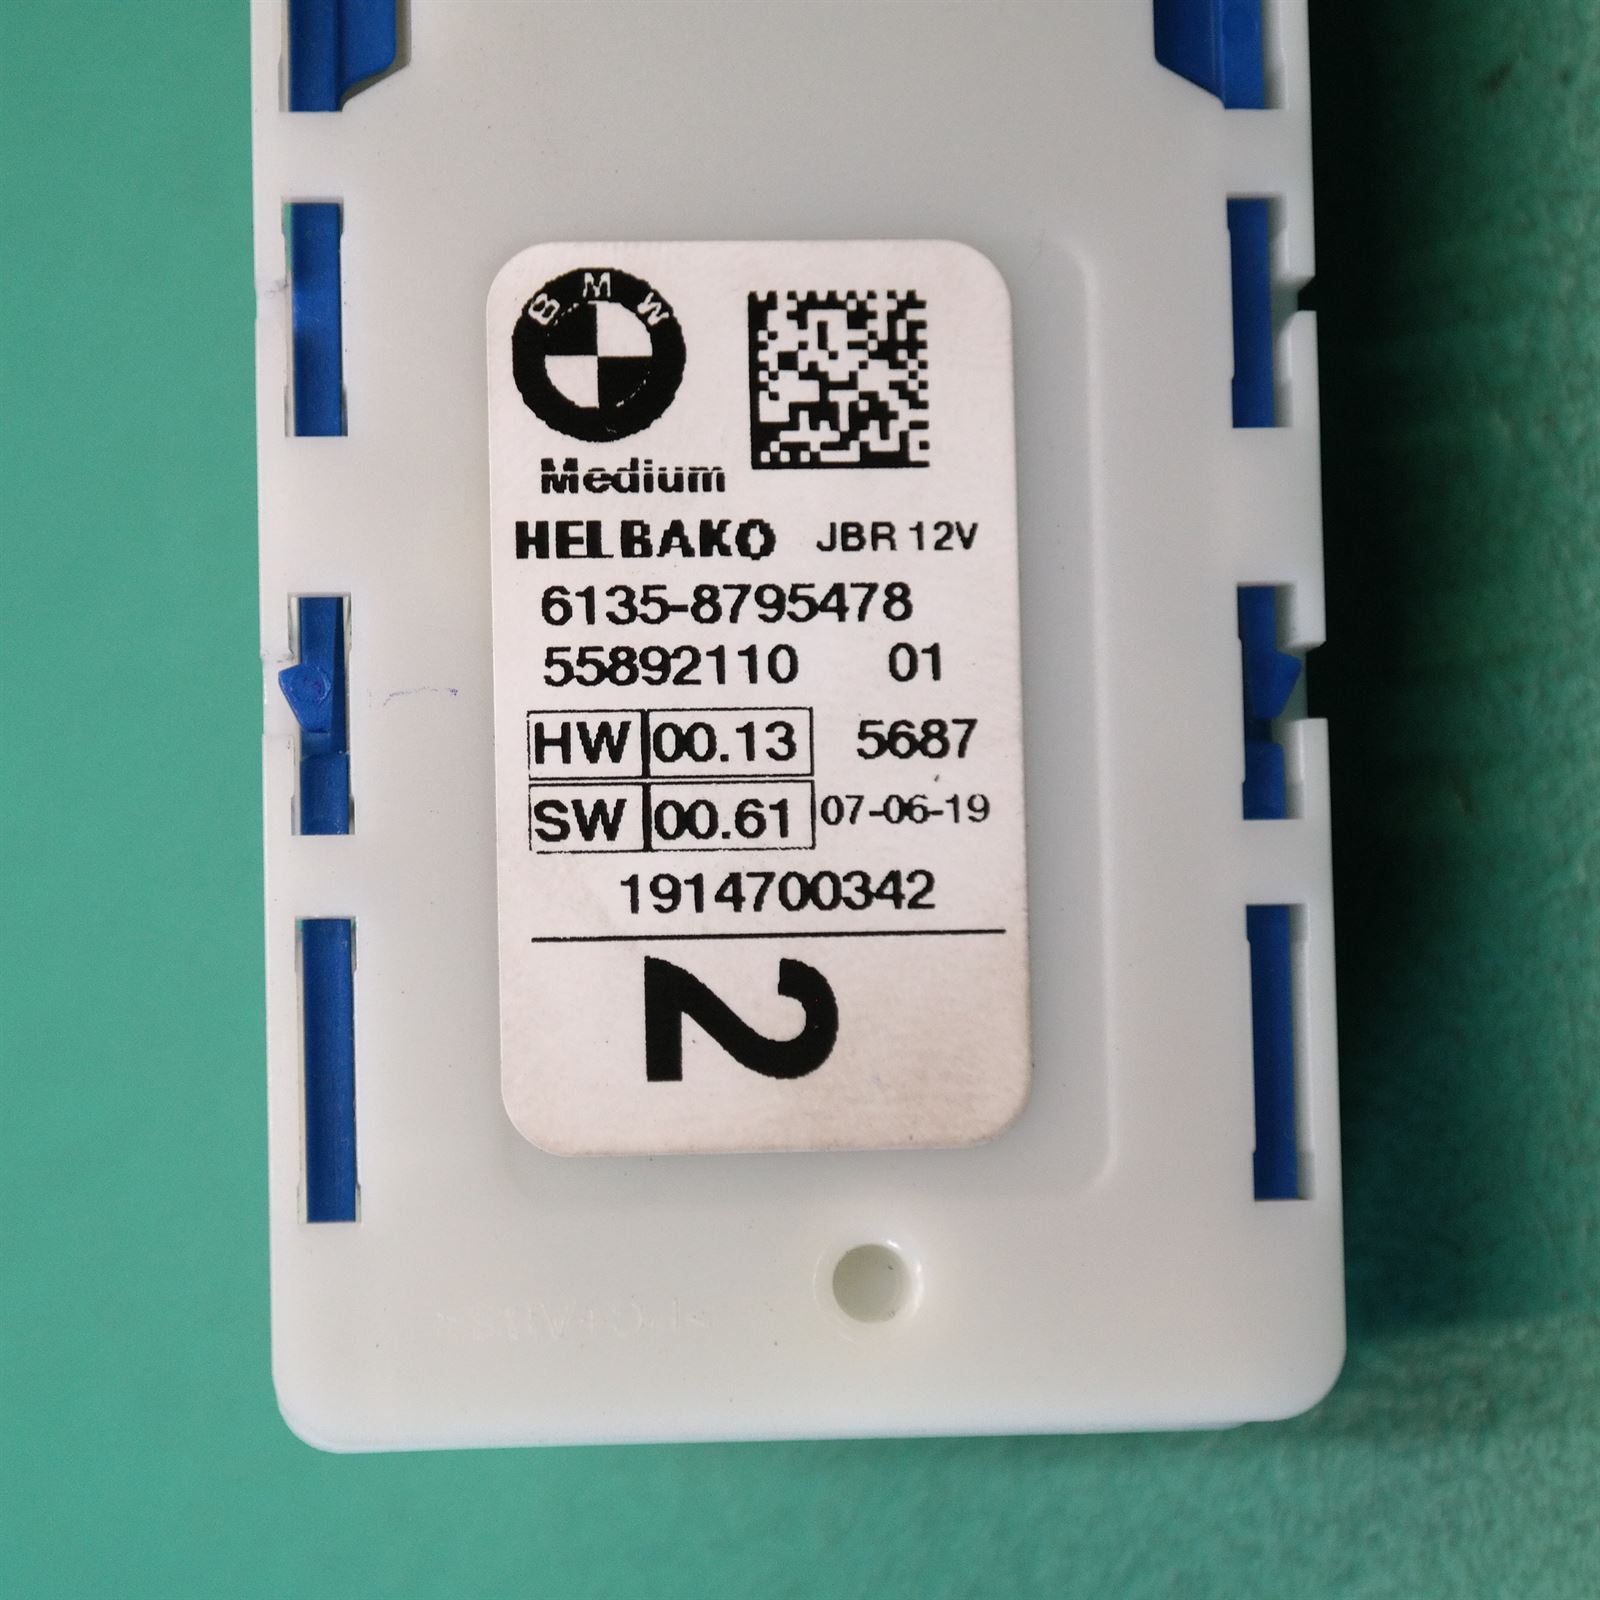 BMW
Medium
HELBAKO JBR 12V
6135-8795478
55892110 01
HW 00.13 5687
SW 00.61 07-06-19
1914700342
2